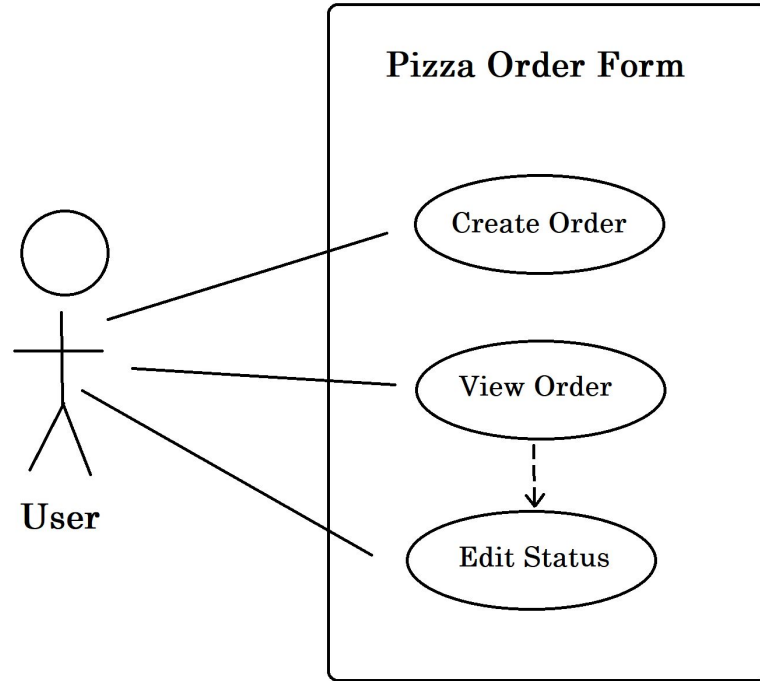 Pizza Order Form
Create Order
View Order
Edit Status
User